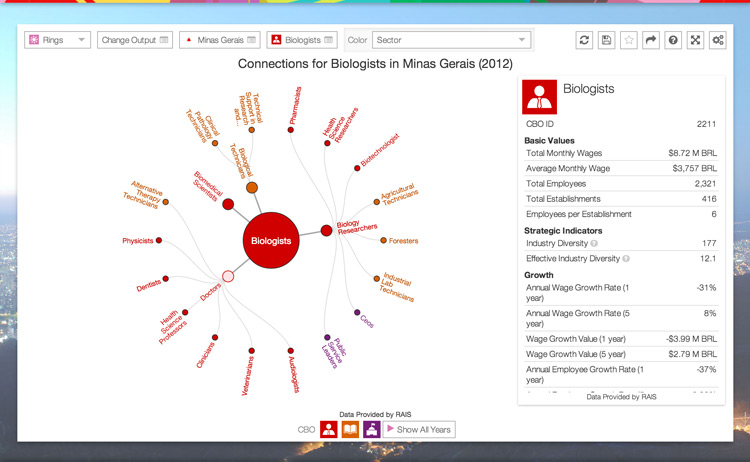 Rings
Change Output
Minas Gerais
Biologists
Color
Sector
Connections for Biologists in Minas Gerais (2012)
Clinical
Pathology
Technicians
Technical
Support in
Research
and...
Pharmacists
Health
Science
Researchers
Biotechnologist
Agricultural
Technicians
Foresters
Industrial
Lab
Technicians
Ceos
Public
Service
Leaders
Audiologists
Veterinarians
Clinicians
Health
Science
Professors
Dentists
Physicists
Alternative
Therapy
Technicians
Biomedical
Scientists
Biological
Technicians
Biology
Researchers
Doctors
Biologists
Data Provided by RAIS
CBO
Show All Years
Biologists
CBO ID 2211
Basic Values
Total Monthly Wages $8.72 M BRL
Average Monthly Wage $3,757 BRL
Total Employees 2,321
Total Establishments 416
Employees per Establishment 6
Strategic Indicators
Industry Diversity ? 177
Effective Industry Diversity ? 12.1
Growth
Annual Wage Growth Rate (1 -31%
year)
Annual Wage Growth Rate (5 8%
year)
Wage Growth Value (1 year) -$3.99 M BRL
Wage Growth Value (5 year) $2.79 M BRL
Annual Employee Growth Rate (1 -37%
year)
Data Provided by RAIS